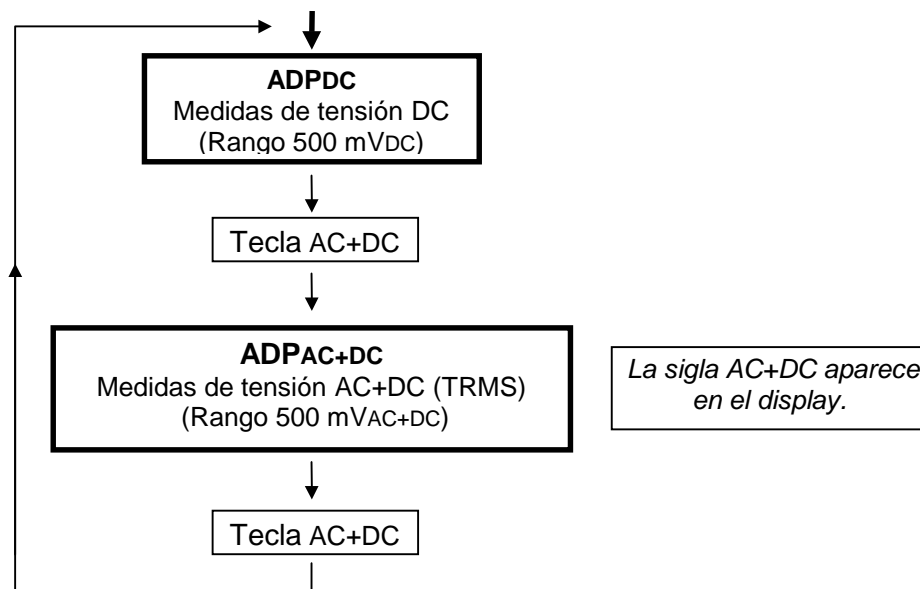 ADPDC
Medidas de tensión DC
(Rango 500 mVDC)
Tecla AC+DC
ADPAC+DC
Medidas de tensión AC+DC (TRMS)
(Rango 500 mVAC+DC)
La sigla AC+DC aparece
en el display.
Tecla AC+DC